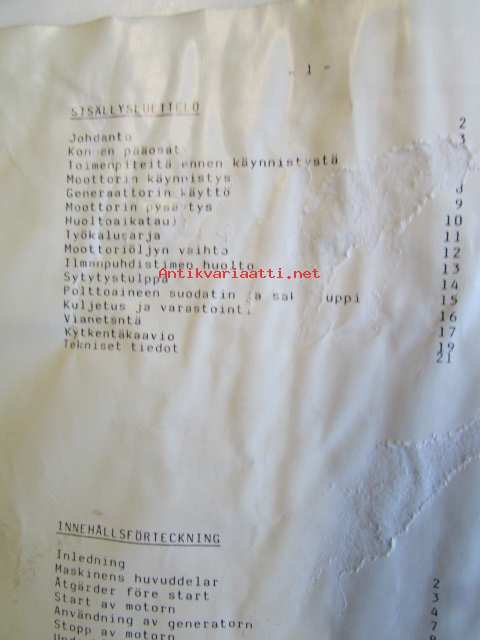 - 1 -
SISÄLLYSLUETTELO
Johdanto 2
Koneen pääosat 3
Toimenpiteitä ennen käynnistystä
Moottorin käynnistys
Generaattorin käyttö 8
Moottorin pysäytys 9
Huoltoaikataulu 10
Työkalusarja 11
Moottoriöljyn vaihto 12
Ilmanpuhdistimen huolto 13
Antikvariaatti.net
Sytytystulppa 14
Polttoaineen suodatin ja 15
Kuljetus ja varastointi 16
Vianetsntä 17
Kytkentäkaavio 19
Tekniset tiedot 21
INNEHÅLLSFÖRTECKNING
Inledning 2
Maskinens huvuddelar 3
Åtgärder före start 4
Start av motorn 7
Användning av generatorn
Stopp av motorn